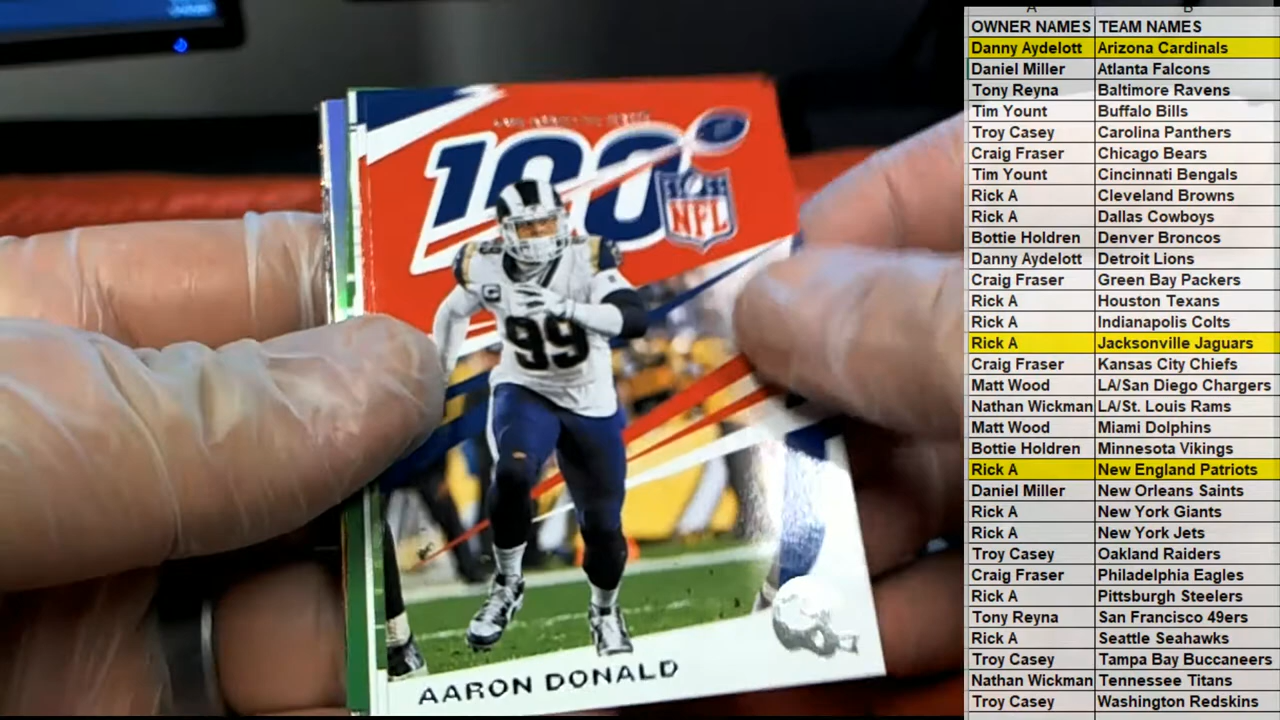 100
NFL
99
99
C
AARON DONALD
A B
OWNER NAMES TEAM NAMES
Danny Aydelott Arizona Cardinals
Daniel Miller Atlanta Falcons
Tony Reyna Baltimore Ravens
Tim Yount Buffalo Bills
Troy Casey Carolina Panthers
Craig Fraser Chicago Bears
Tim Yount Cincinnati Bengals
Rick A Cleveland Browns
Rick A Dallas Cowboys
Bottie Holdren Denver Broncos
Danny Aydelott Detroit Lions
Craig Fraser Green Bay Packers
Rick A Houston Texans
Rick A Indianapolis Colts
Rick A Jacksonville Jaguars
Craig Fraser Kansas City Chiefs
Matt Wood LA/San Diego Chargers
Nathan Wickman LA/St. Louis Rams
Matt Wood Miami Dolphins
Bottie Holdren Minnesota Vikings
Rick A New England Patriots
Daniel Miller New Orleans Saints
Rick A New York Giants
Rick A New York Jets
Troy Casey Oakland Raiders
Craig Fraser Philadelphia Eagles
Rick A Pittsburgh Steelers
Tony Reyna San Francisco 49ers
Rick A Seattle Seahawks
Troy Casey Tampa Bay Buccaneers
Nathan Wickman Tennessee Titans
Troy Casey Washington Redskins